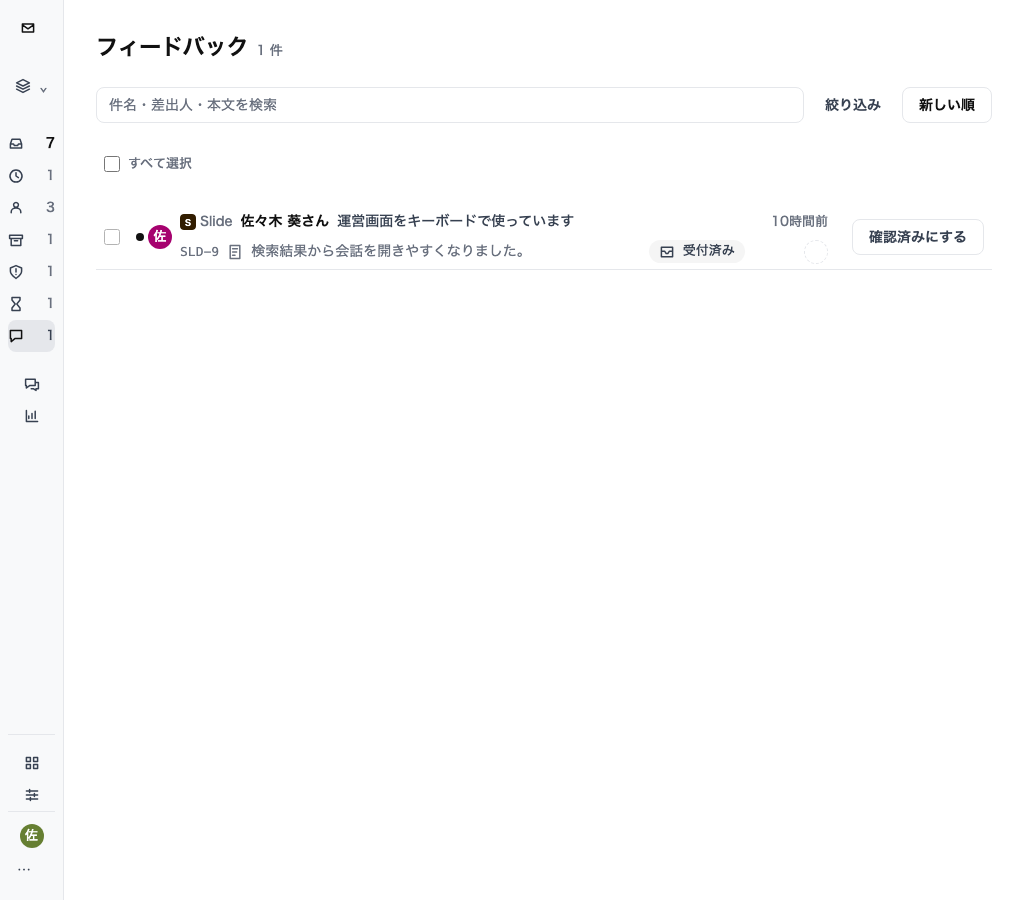 フィードバック 1 件
件名・差出人・本文を検索
絞り込み
新しい順
すべて選択
7
1
3
1
1
1
1
佐
S Slide 佐々木 葵さん 運営画面をキーボードで使っています
10時間前
SLD-9 検索結果から会話を開きやすくなりました。
受付済み
確認済みにする
佐
…